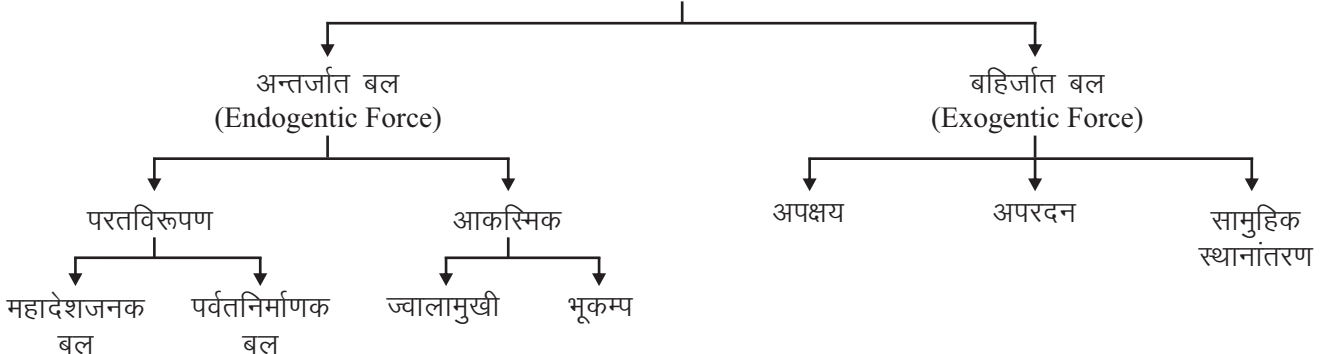 अन्तर्जात बल
(Endogentic Force)
बहिर्जात बल
(Exogentic Force)
परतविरूपण
आकस्मिक
अपक्षय
अपरदन
सामुहिक
स्थानांतरण
महादेशजनक
बल
पर्वतनिर्माणक
बल
ज्वालामुखी
भूकम्प